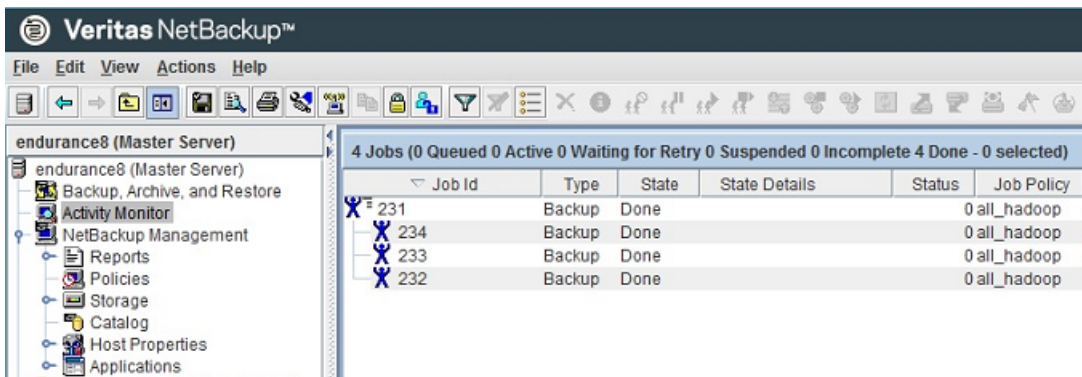 Veritas NetBackup™
File Edit View Actions Help
endurance8 (Master Server)
endurance8 (Master Server)
Backup, Archive, and Restore
Activity Monitor
NetBackup Management
Reports
Policies
Storage
Catalog
Host Properties
Applications
4 Jobs (0 Queued 0 Active 0 Waiting for Retry 0 Suspended 0 Incomplete 4 Done - 0 selected)
Job Id Type State State Details Status Job Policy
231 Backup Done 0 all_hadoop
234 Backup Done 0 all_hadoop
233 Backup Done 0 all_hadoop
232 Backup Done 0 all_hadoop